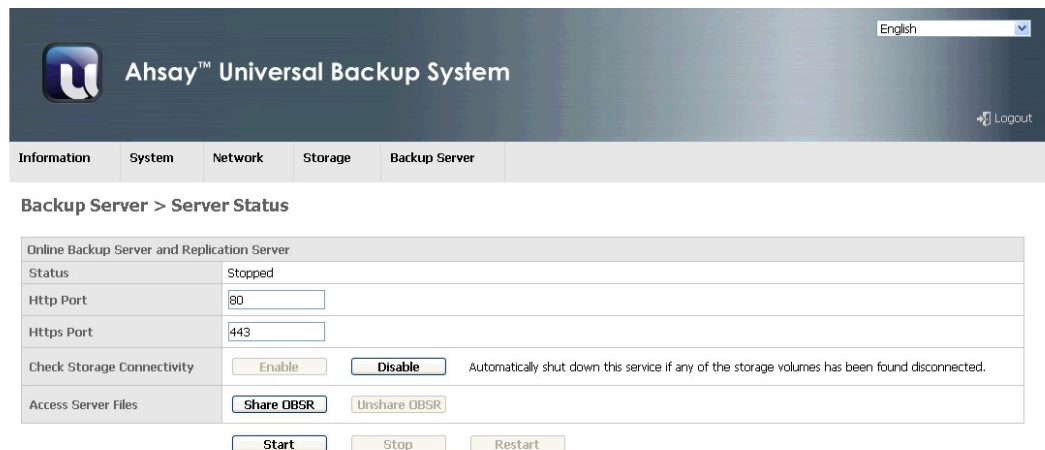 English
Ahsay™ Universal Backup System
Logout
Information System Network Storage Backup Server
Backup Server > Server Status
Online Backup Server and Replication Server
Status Stopped
Http Port 80
Https Port 443
Check Storage Connectivity Enable Disable Automatically shut down this service if any of the storage volumes has been found disconnected.
Access Server Files Share OBSR Unshare OBSR
Start Stop Restart